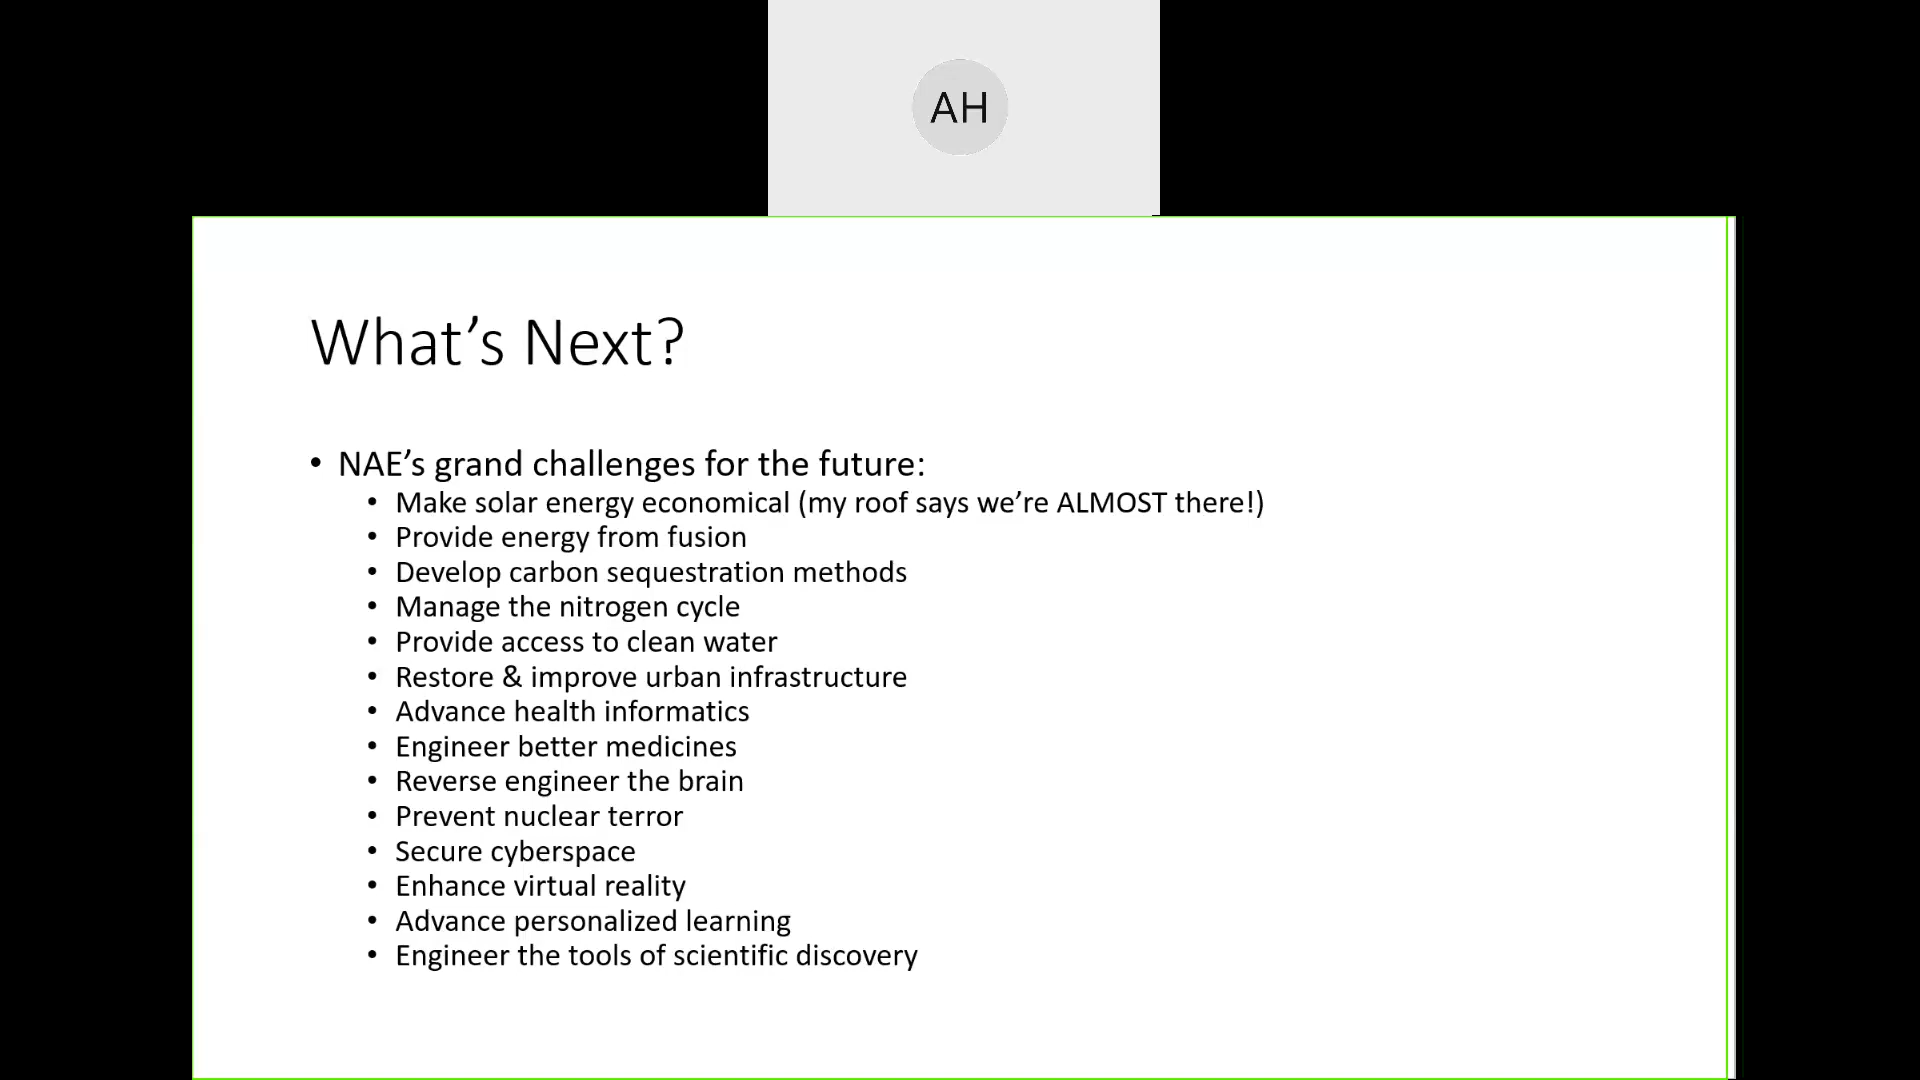 AH
What’s Next?
• NAE’s grand challenges for the future:
• Make solar energy economical (my roof says we’re ALMOST there!)
• Provide energy from fusion
• Develop carbon sequestration methods
• Manage the nitrogen cycle
• Provide access to clean water
• Restore & improve urban infrastructure
• Advance health informatics
• Engineer better medicines
• Reverse engineer the brain
• Prevent nuclear terror
• Secure cyberspace
• Enhance virtual reality
• Advance personalized learning
• Engineer the tools of scientific discovery